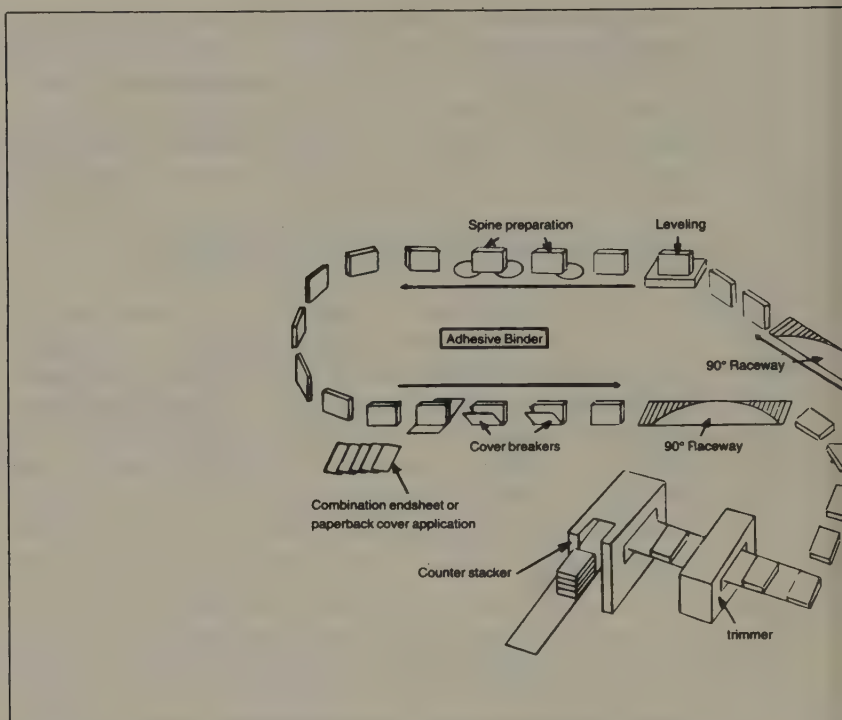 Spine preparation
Leveling
Adhesive Binder
90° Raceway
Cover breakers
90° Raceway
Combination endsheet or
paperback cover application
Counter stacker
trimmer